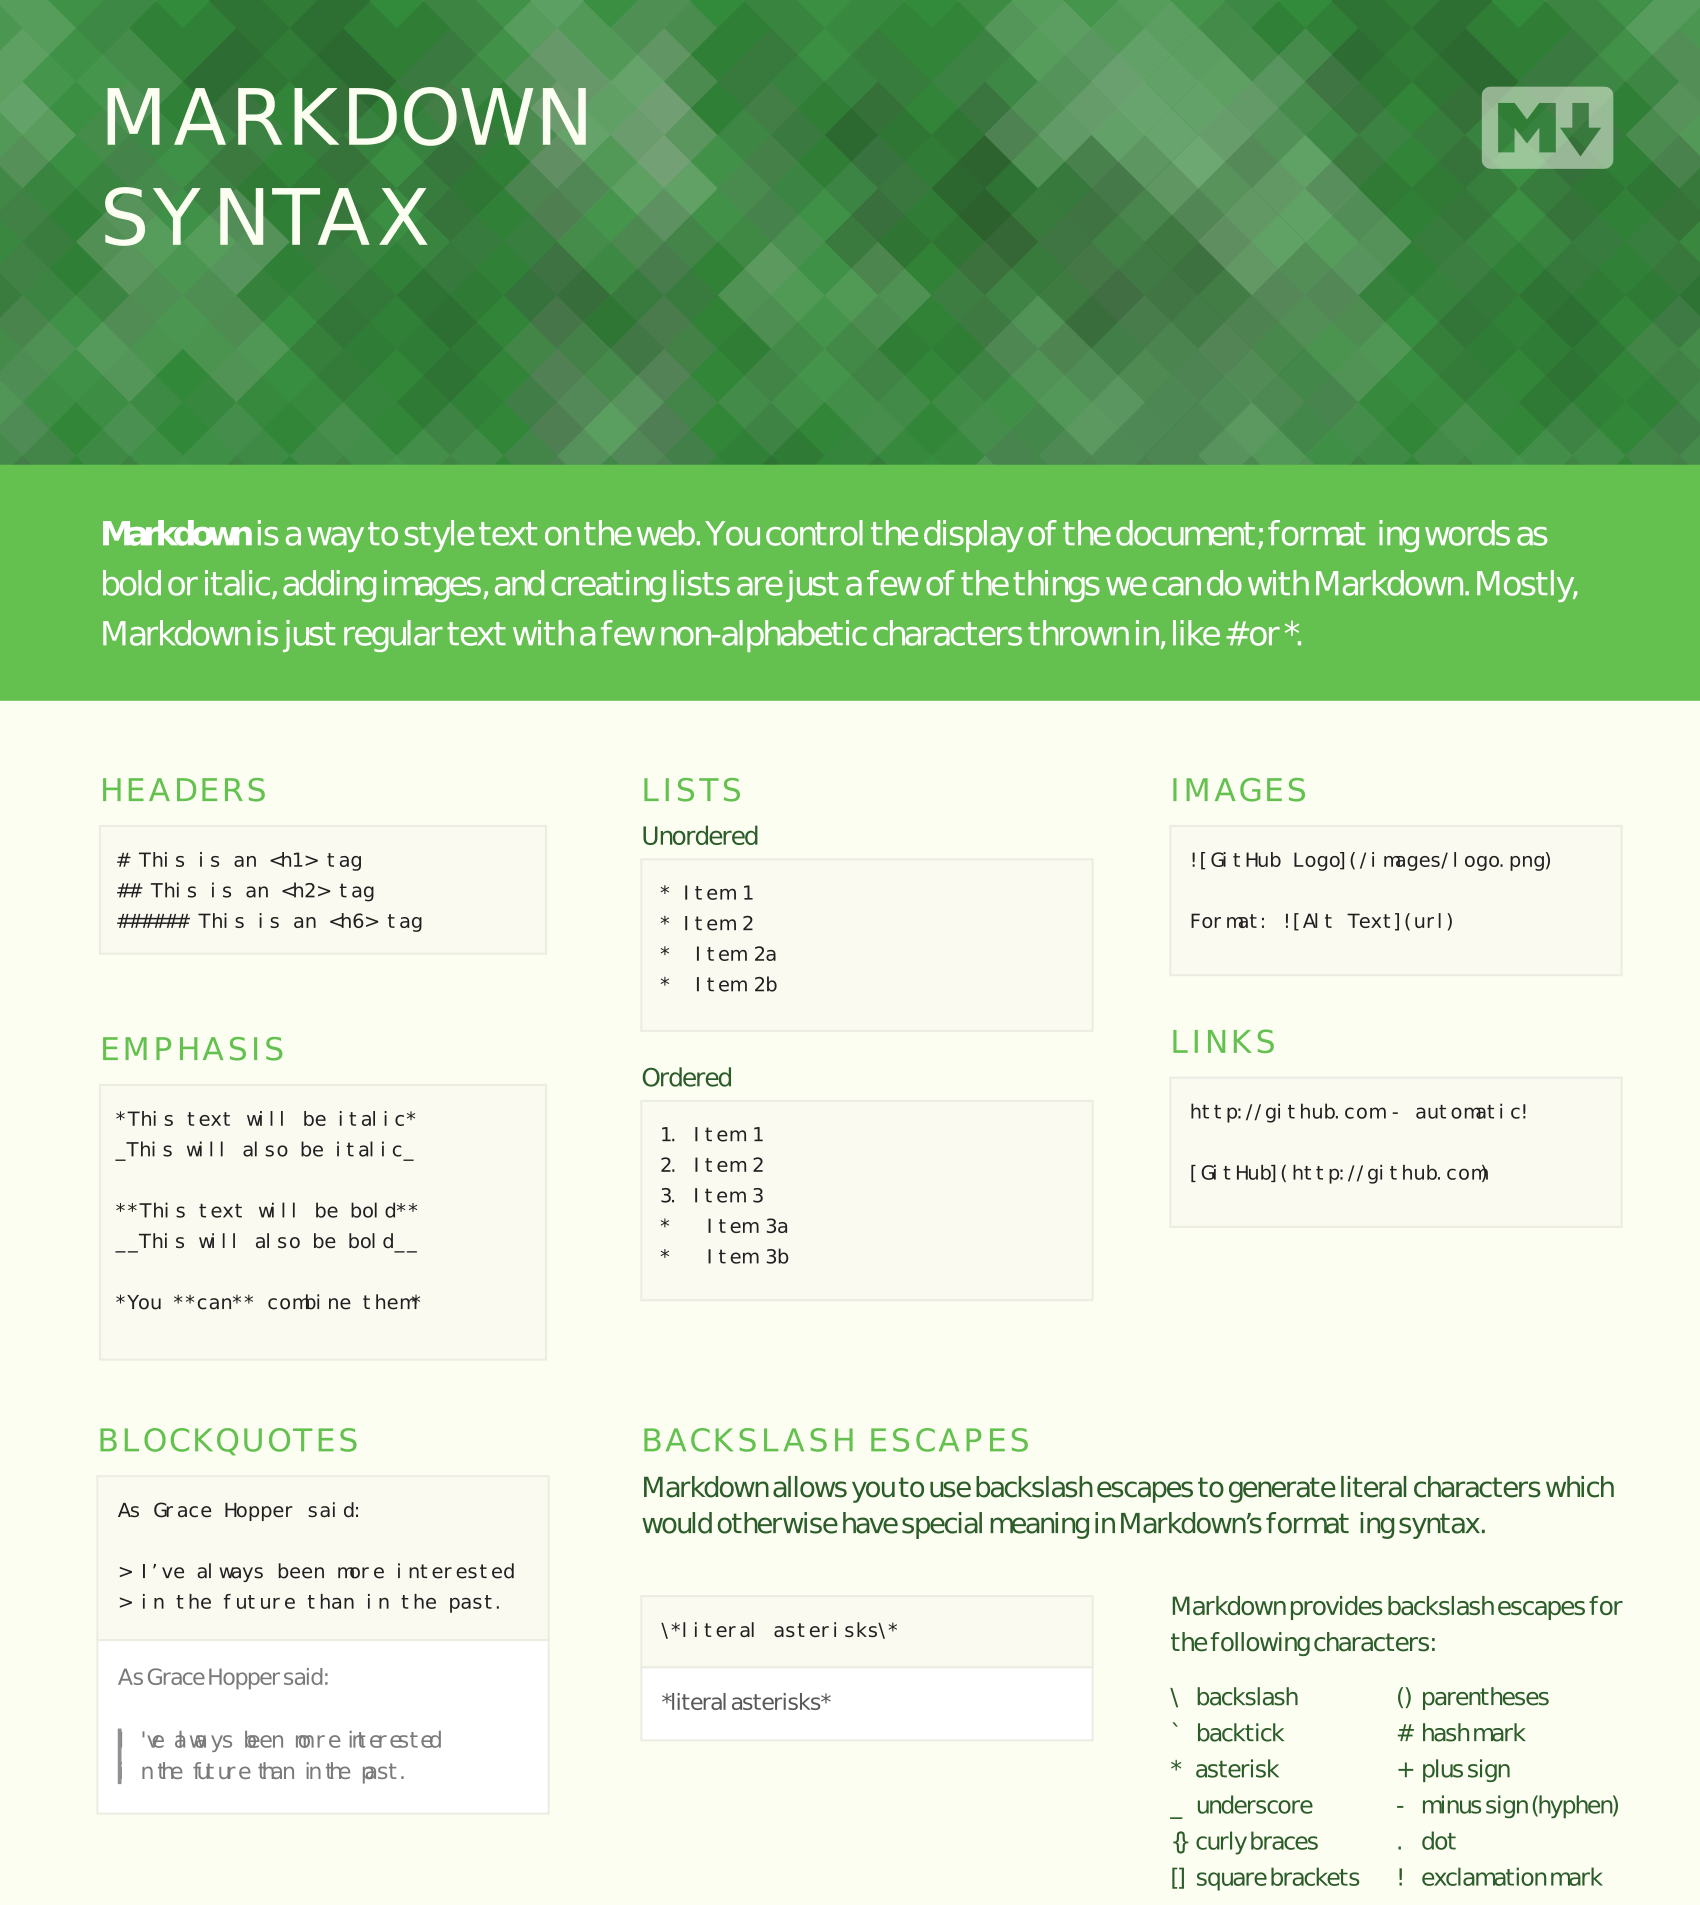 MARKDOWN
SYNTAX
M
Markdown is a way to style text on the web. You control the display of the document; format ing words as
bold or italic, adding images, and creating lists are just a few of the things we can do with Markdown. Mostly,
Markdown is just regular text with a few non-alphabetic characters thrown in, like # or *.
HEADERS
# This is an <h1> tag
## This is an <h2> tag
###### This is an <h6> tag
EMPHASIS
*This text will be italic*
_This will also be italic_
**This text will be bold**
__This will also be bold__
*You **can** combine them*
LISTS
Unordered
* Item 1
* Item 2
*  Item 2a
*  Item 2b
Ordered
1. Item 1
2. Item 2
3. Item 3
*   Item 3a
*   Item 3b
IMAGES
![GitHub Logo](/images/logo.png)
Format: ![Alt Text](url)
LINKS
http://github.com - automatic!
[GitHub](http://github.com)
BLOCKQUOTES
As Grace Hopper said:
> I’ve always been more interested
> in the future than in the past.
As Grace Hopper said:
I've always been more interested
in the future than in the past.
BACKSLASH ESCAPES
Markdown allows you to use backslash escapes to generate literal characters which
would otherwise have special meaning in Markdown’s format ing syntax.
\*literal asterisks\*
*literal asterisks*
Markdown provides backslash escapes for
the following characters:
\ backslash
` backtick
* asterisk
_ underscore
{} curly braces
[] square brackets
() parentheses
# hash mark
+ plus sign
- minus sign (hyphen)
. dot
! exclamation mark